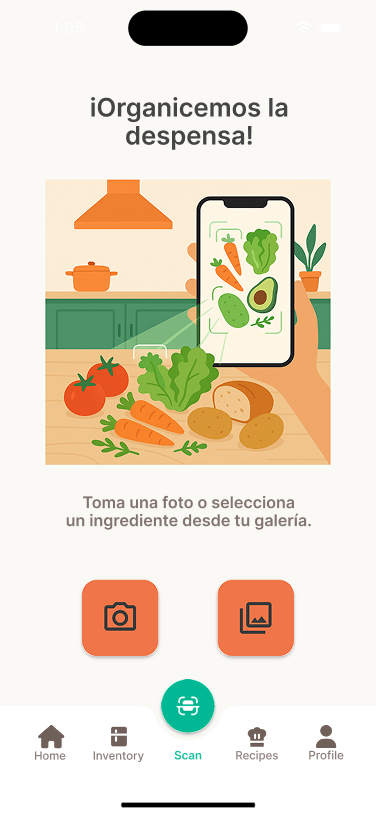 1:05
¡Organicemos la
despensa!
Toma una foto o selecciona
un ingrediente desde tu galería.
Home
Inventory
Scan
Recipes
Profile